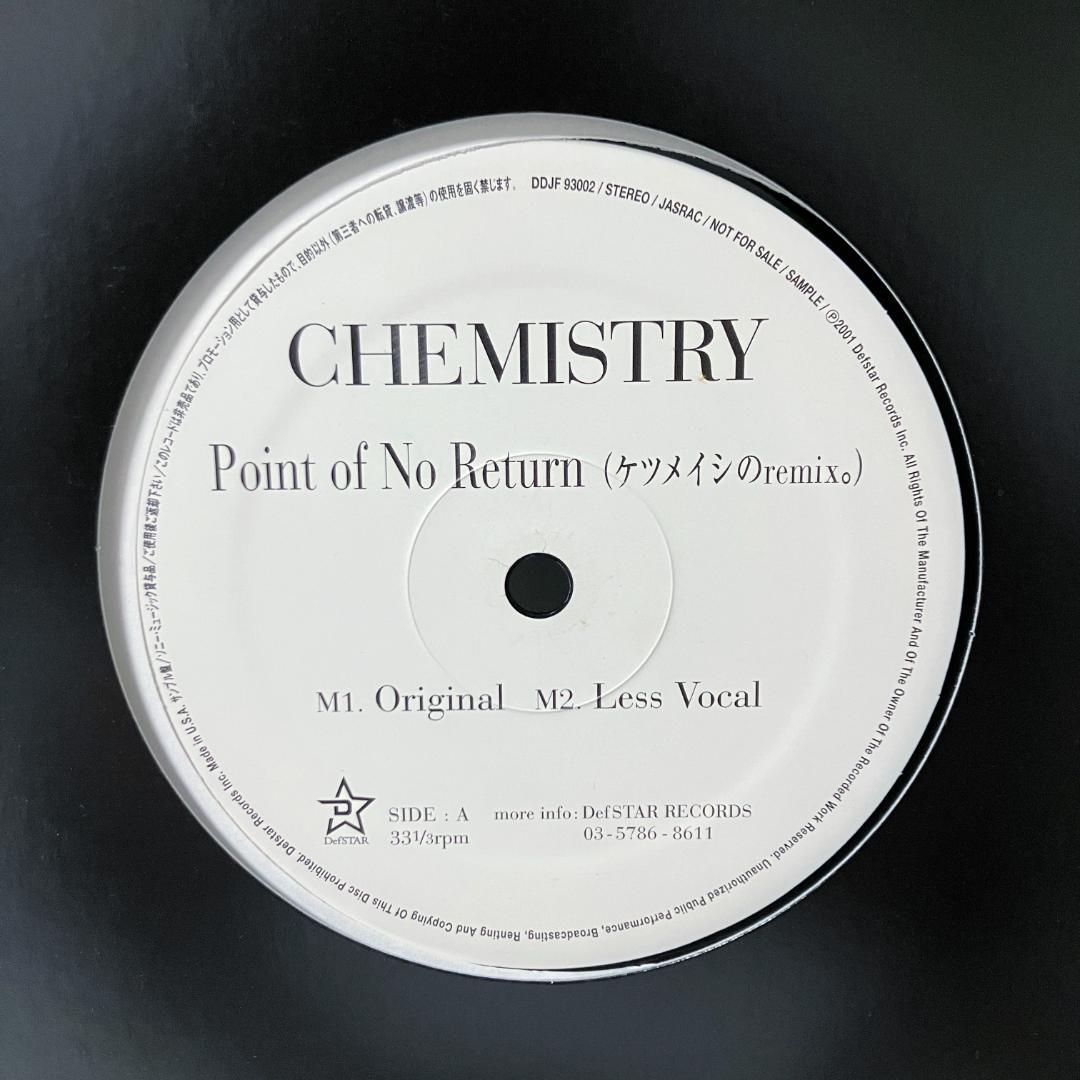 CHEMISTRY
Point of No Return (ケツメイシのremix。)
M1. Original M2. Less Vocal
D
DefSTAR
SIDE : A
33 1/3rpm
more info: DefSTAR RECORDS
03-5786-8611
DDJF 93002 / STEREO / JASRAC / NOT FOR SALE / SAMPLE / ℗2001 Defstar Records Inc. All Rights Of The Manufacturer And Of The Owner Of The Recorded Work Reserved. Unauthorized Public Performance, Broadcasting, Renting And Copying Of This Disc Prohibited. Defstar Records Inc. Made in U.S.A. サンプル盤/ソニー・ミュージック貸与品/ご使用後ご返却下さい/このレコードは非売品であり、プロモーション用として貸与したもので、目的以外(第三者への転貸、譲渡等)の使用を固く禁じます。